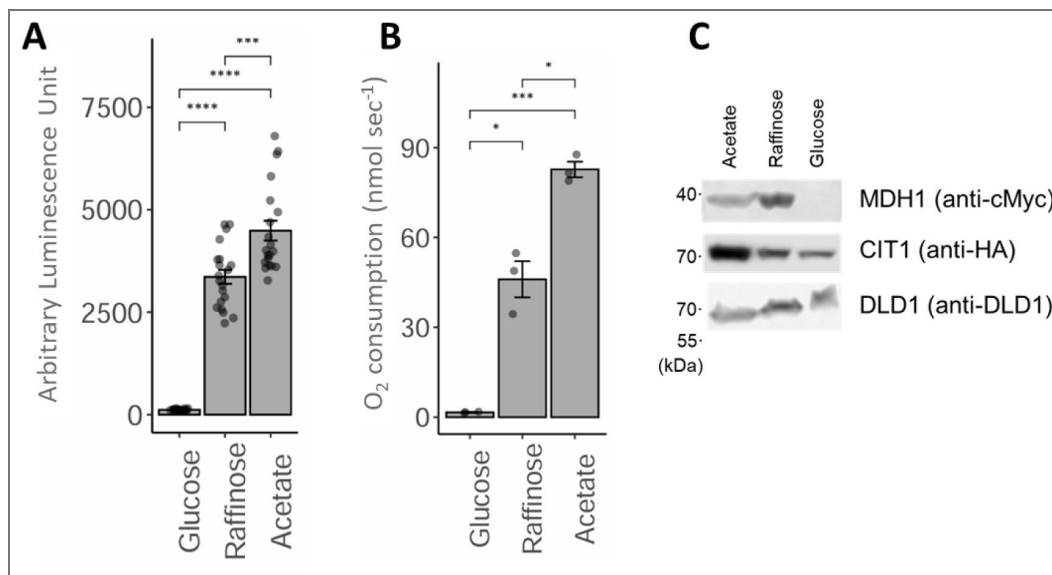 A
Arbitrary Luminescence Unit
7500
5000
2500
0
***
****
****
Glucose
Raffinose
Acetate
B
O₂ consumption (nmol sec⁻¹)
90
60
30
0
*
***
*
Glucose
Raffinose
Acetate
C
Acetate
Raffinose
Glucose
40·
MDH1 (anti-cMyc)
70·
CIT1 (anti-HA)
70·
DLD1 (anti-DLD1)
55·
(kDa)